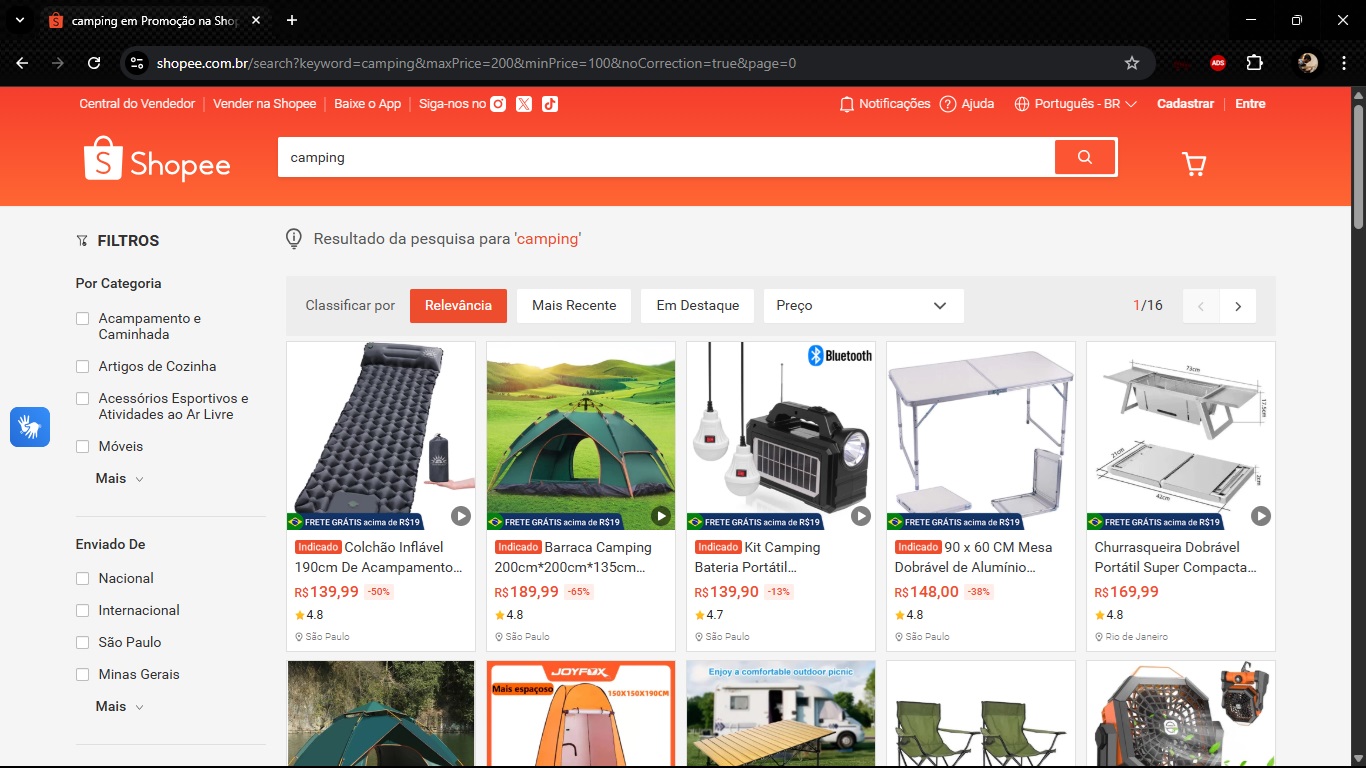 camping em Promoção na Shop
shopee.com.br/search?keyword=camping&maxPrice=200&minPrice=100&noCorrection=true&page=0
ADS
Central do Vendedor
Vender na Shopee
Baixe o App
Siga-nos no
Notificações
Ajuda
Português - BR
Cadastrar
Entre
Shopee
camping
FILTROS
Resultado da pesquisa para 'camping'
Por Categoria
Acampamento e
Caminhada
Artigos de Cozinha
Acessórios Esportivos e
Atividades ao Ar Livre
Móveis
Mais
Enviado De
Nacional
Internacional
São Paulo
Minas Gerais
Mais
Classificar por
Relevância
Mais Recente
Em Destaque
Preço
1/16
FRETE GRÁTIS acima de R$19
Indicado Colchão Inflável
190cm De Acampamento...
R$139,99 -50%
4.8
São Paulo
FRETE GRÁTIS acima de R$19
Indicado Barraca Camping
200cm*200cm*135cm...
R$189,99 -65%
4.8
São Paulo
Bluetooth
FRETE GRÁTIS acima de R$19
Indicado Kit Camping
Bateria Portátil...
R$139,90 -13%
4.7
São Paulo
FRETE GRÁTIS acima de R$19
Indicado 90 x 60 CM Mesa
Dobrável de Alumínio...
R$148,00 -38%
4.8
São Paulo
73cm
17.5cm
21cm
42cm
2cm
FRETE GRÁTIS acima de R$19
Churrasqueira Dobrável
Portátil Super Compacta...
R$169,99
4.8
Rio de Janeiro
JOYFOX
Mais espaçoso
150X150X190CM
Enjoy a comfortable outdoor picnic